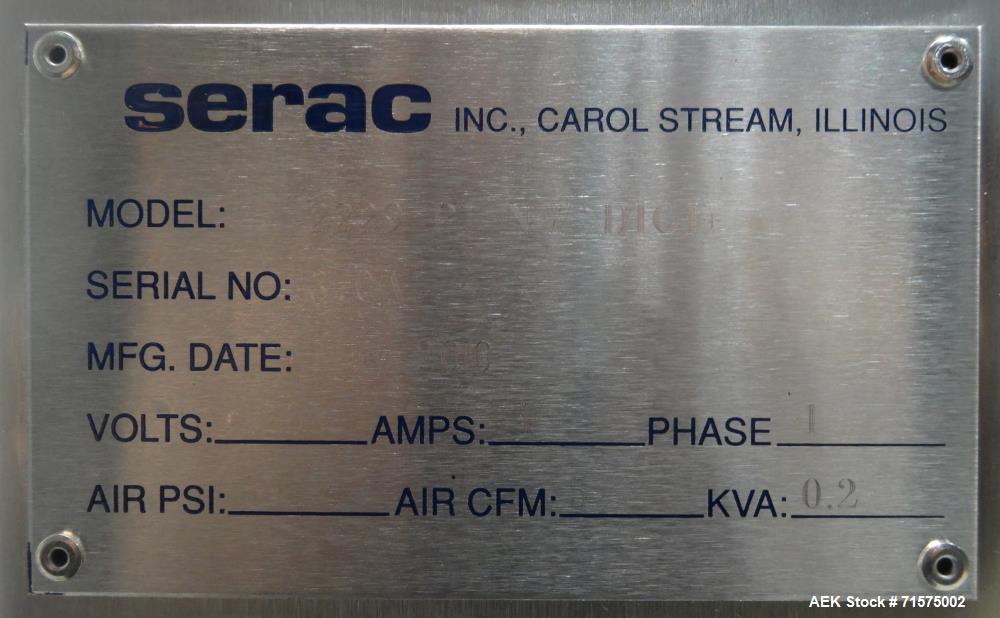 serac INC., CAROL STREAM, ILLINOIS
MODEL:
SERIAL NO:
MFG. DATE:
VOLTS: AMPS: PHASE 1
AIR PSI: AIR CFM: KVA: 0.2
AEK Stock # 71575002